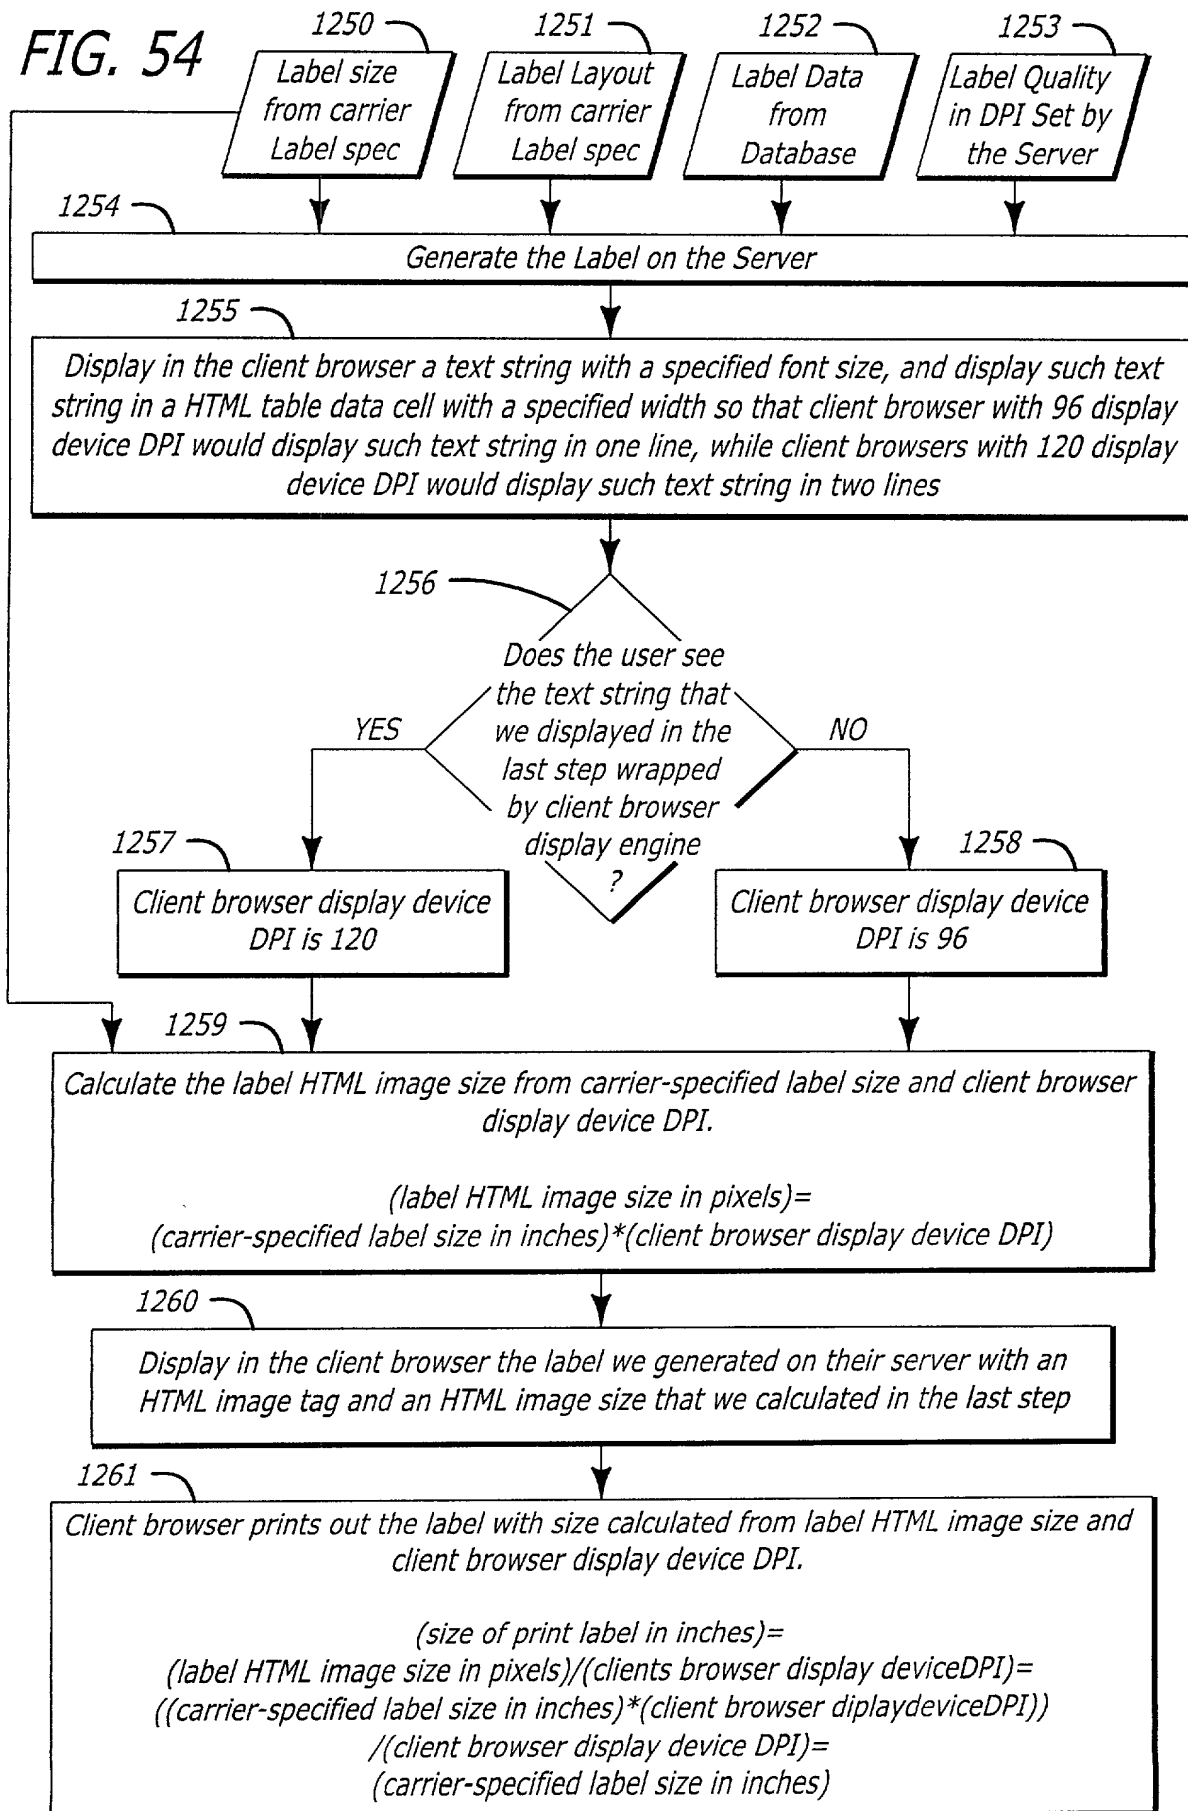 FIG. 54
1250
1251
1252
1253
Label size
from carrier
Label spec
Label Layout
from carrier
Label spec
Label Data
from
Database
Label Quality
in DPI Set by
the Server
1254
Generate the Label on the Server
1255
Display in the client browser a text string with a specified font size, and display such text
string in a HTML table data cell with a specified width so that client browser with 96 display
device DPI would display such text string in one line, while client browsers with 120 display
device DPI would display such text string in two lines
1256
Does the user see
the text string that
we displayed in the
last step wrapped
by client browser
display engine
?
YES
NO
1257
Client browser display device
DPI is 120
1258
Client browser display device
DPI is 96
1259
Calculate the label HTML image size from carrier-specified label size and client browser
display device DPI.
(label HTML image size in pixels)=
(carrier-specified label size in inches)*(client browser display device DPI)
1260
Display in the client browser the label we generated on their server with an
HTML image tag and an HTML image size that we calculated in the last step
1261
Client browser prints out the label with size calculated from label HTML image size and
client browser display device DPI.
(size of print label in inches)=
(label HTML image size in pixels)/(clients browser display deviceDPI)=
((carrier-specified label size in inches)*(client browser diplaydeviceDPI))
/(client browser display device DPI)=
(carrier-specified label size in inches)